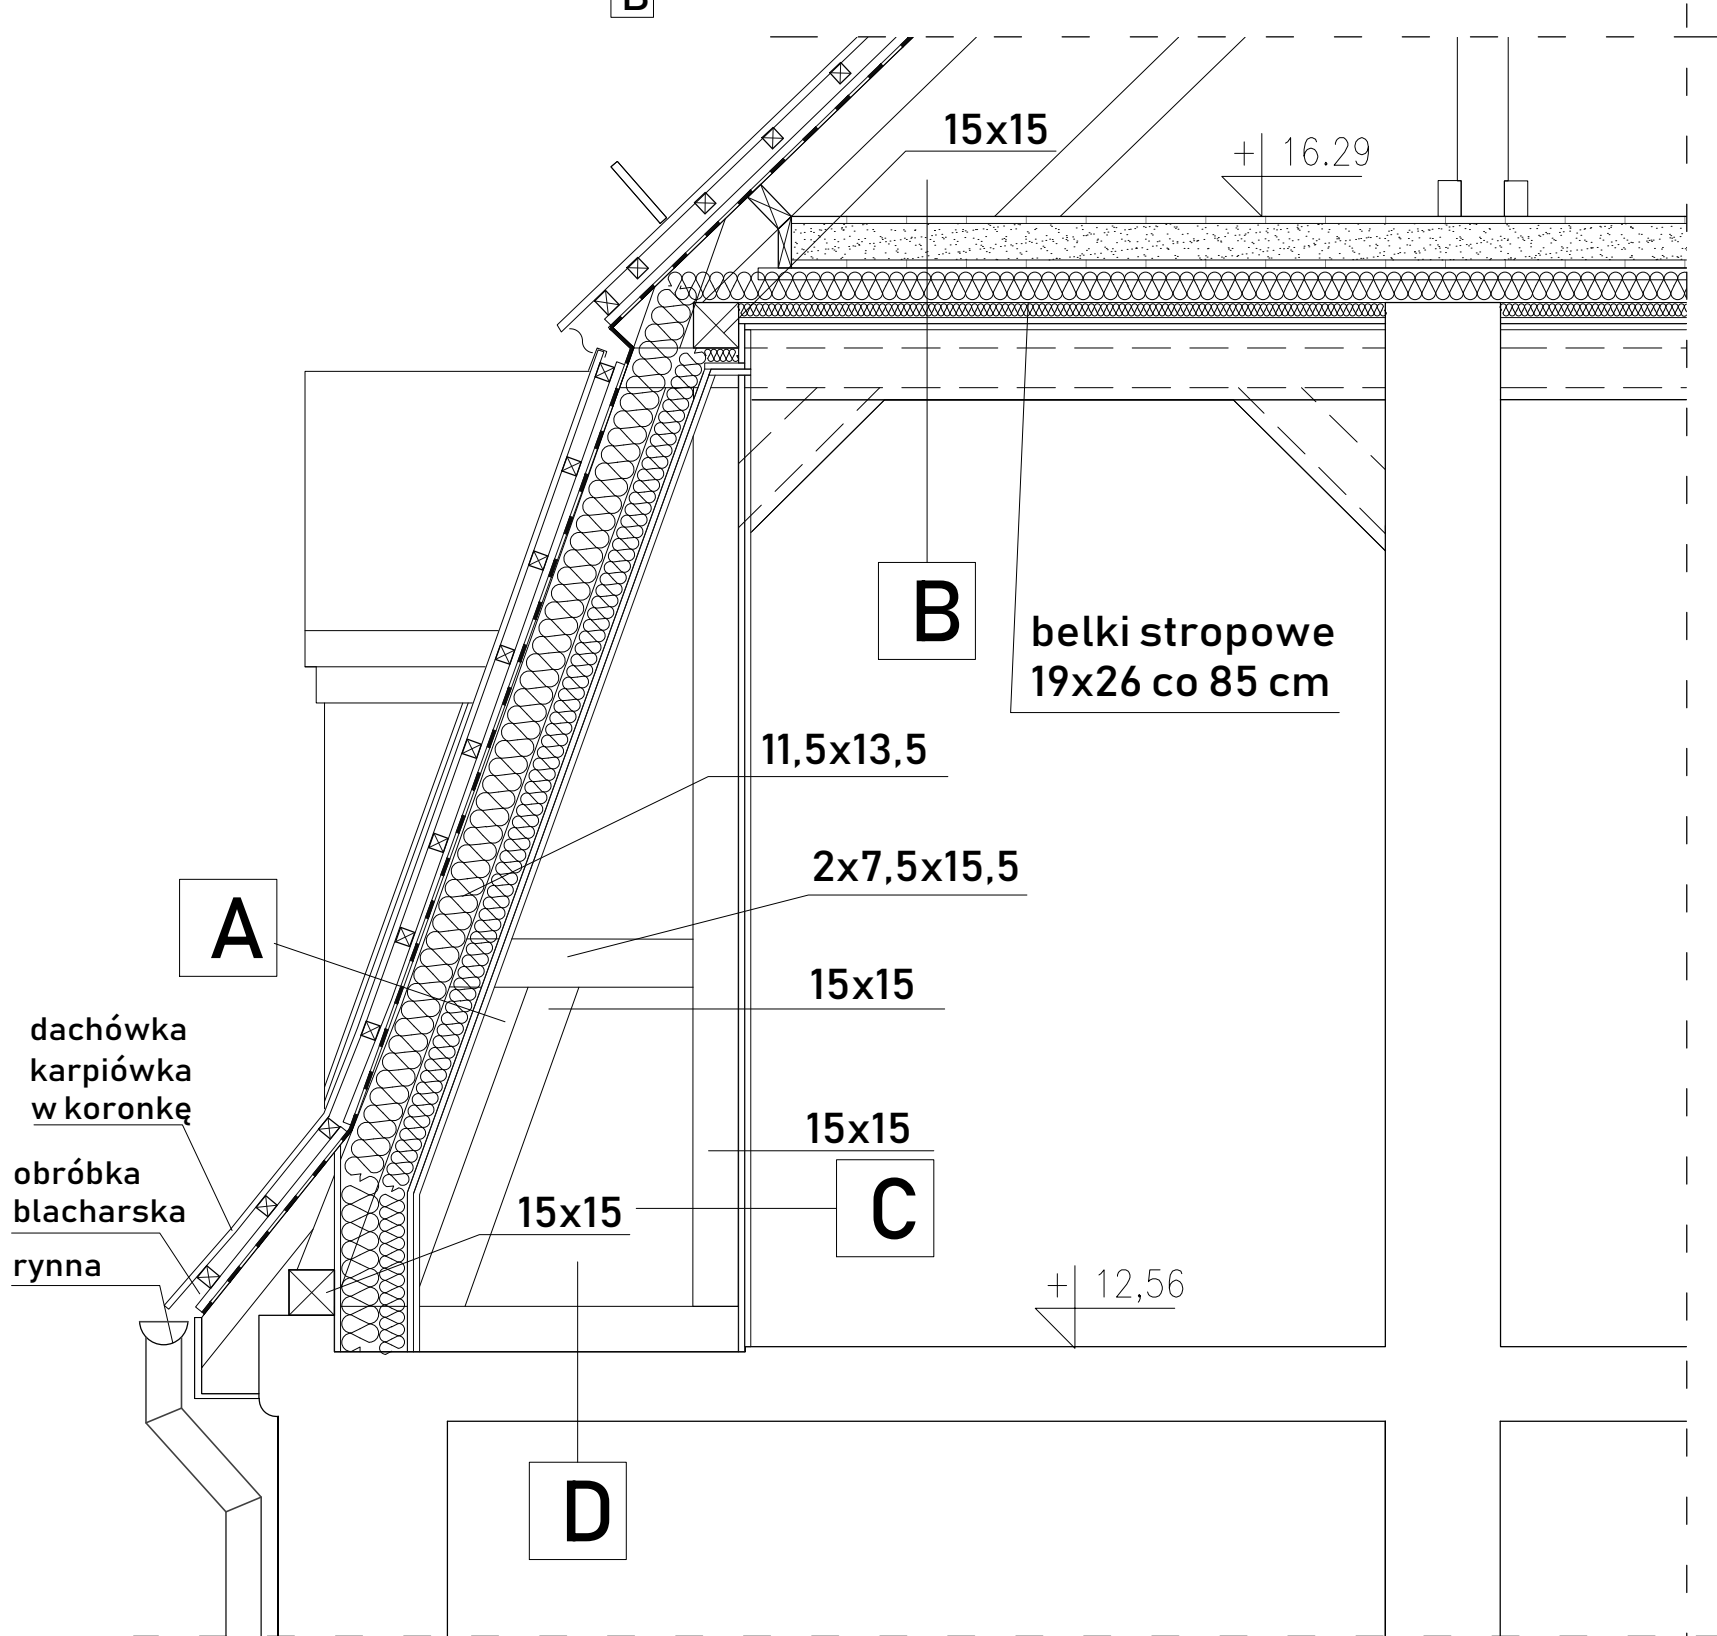 B
15x15
+ 16.29
B
belki stropowe
19x26 co 85 cm
11,5x13,5
2x7,5x15,5
A
15x15
dachówka
karpiówka
w koronkę
15x15
obróbka
blacharska
C
15x15
rynna
+ 12,56
D